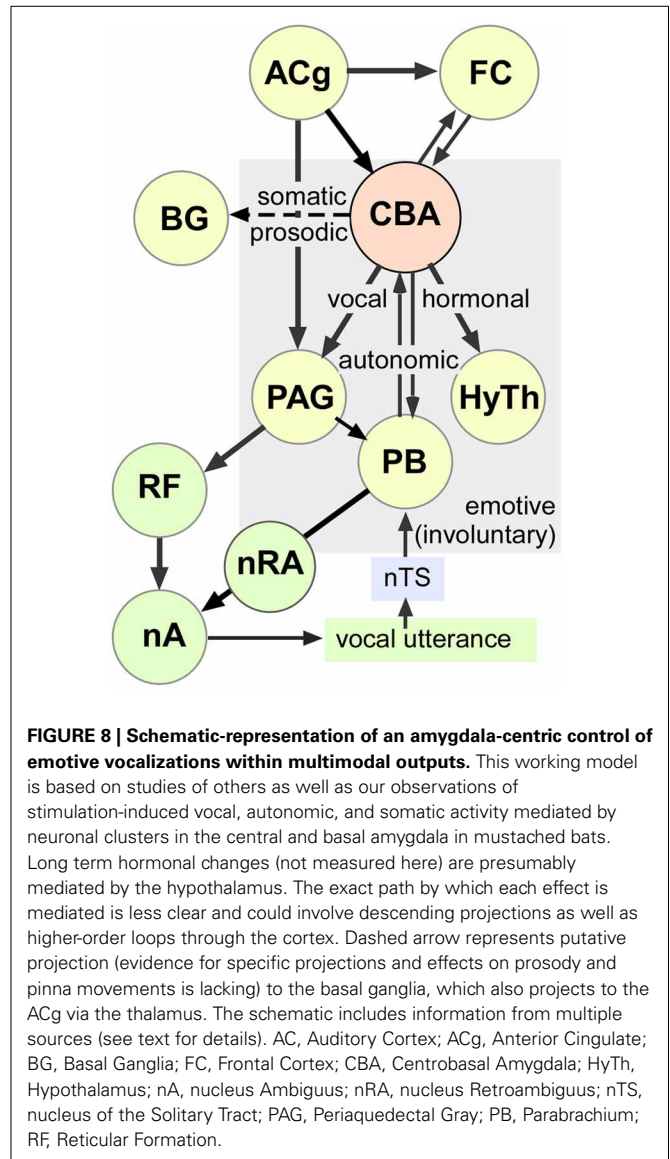 ACg
FC
somatic
CBA
BG
prosodic
vocal
hormonal
autonomic
PAG
HyTh
PB
RF
emotive
(involuntary)
nRA
nTS
nA
vocal utterance
FIGURE 8 | Schematic-representation of an amygdala-centric control of
emotive vocalizations within multimodal outputs. This working model
is based on studies of others as well as our observations of
stimulation-induced vocal, autonomic, and somatic activity mediated by
neuronal clusters in the central and basal amygdala in mustached bats.
Long term hormonal changes (not measured here) are presumably
mediated by the hypothalamus. The exact path by which each effect is
mediated is less clear and could involve descending projections as well as
higher-order loops through the cortex. Dashed arrow represents putative
projection (evidence for specific projections and effects on prosody and
pinna movements is lacking) to the basal ganglia, which also projects to the
ACg via the thalamus. The schematic includes information from multiple
sources (see text for details). AC, Auditory Cortex; ACg, Anterior Cingulate;
BG, Basal Ganglia; FC, Frontal Cortex; CBA, Centrobasal Amygdala; HyTh,
Hypothalamus; nA, nucleus Ambiguus; nRA, nucleus Retroambiguus; nTS,
nucleus of the Solitary Tract; PAG, Periaquedectal Gray; PB, Parabrachium;
RF, Reticular Formation.